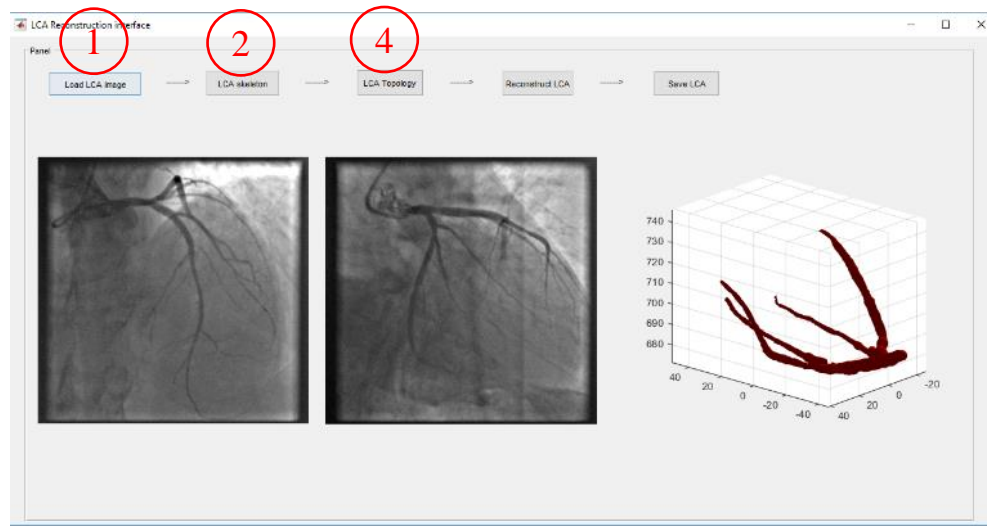 LCA Reconstruction interface
1 2 4
Panel
Load LCA image LCA skeleton LCA Topology Reconstruct LCA Save LCA
740
730
720
710
700
690
680
40 20 0 -20 -40
40 20 0 -20